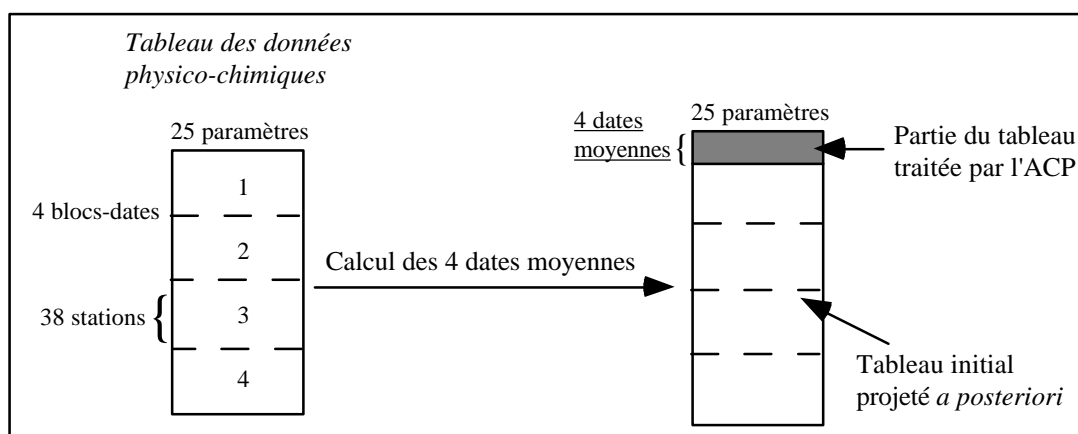 Tableau des données
physico-chimiques
25 paramètres
4 blocs-dates
38 stations
1
2
3
4
Calcul des 4 dates moyennes
4 dates
moyennes
25 paramètres
Partie du tableau
traitée par l'ACP
Tableau initial
projeté a posteriori